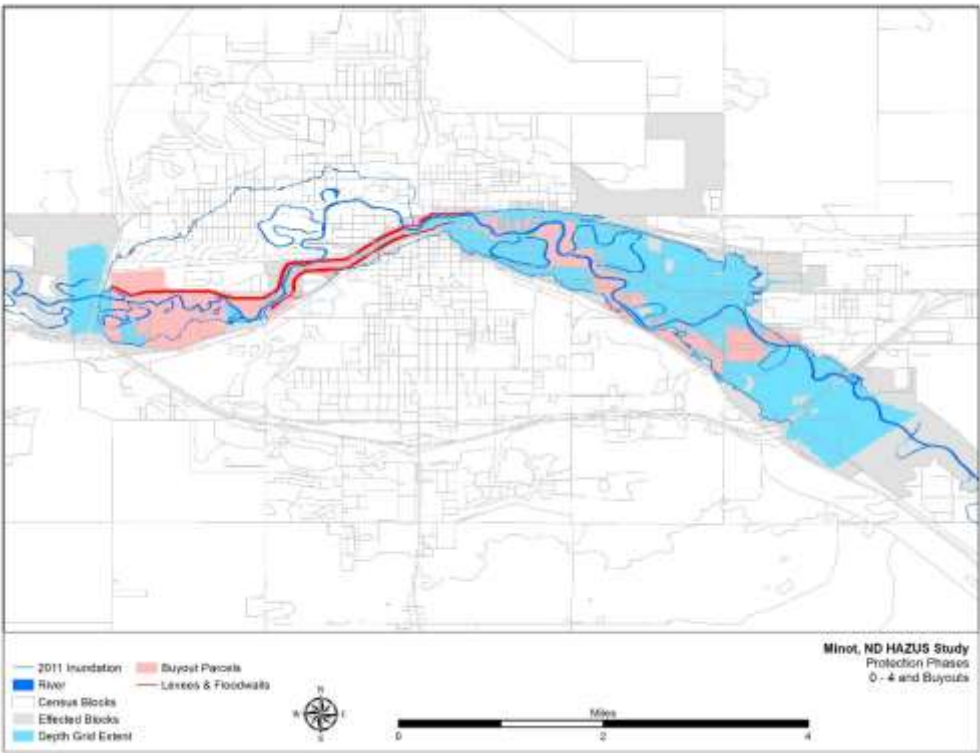 2011 Inundation
River
Census Blocks
Effected Blocks
Depth Grid Extent
Buyout Parcels
Levees & Floodwalls
N
W E
S
Miles
0 2 4
Minot, ND HAZUS Study
Protection Phases
0 - 4 and Buyouts